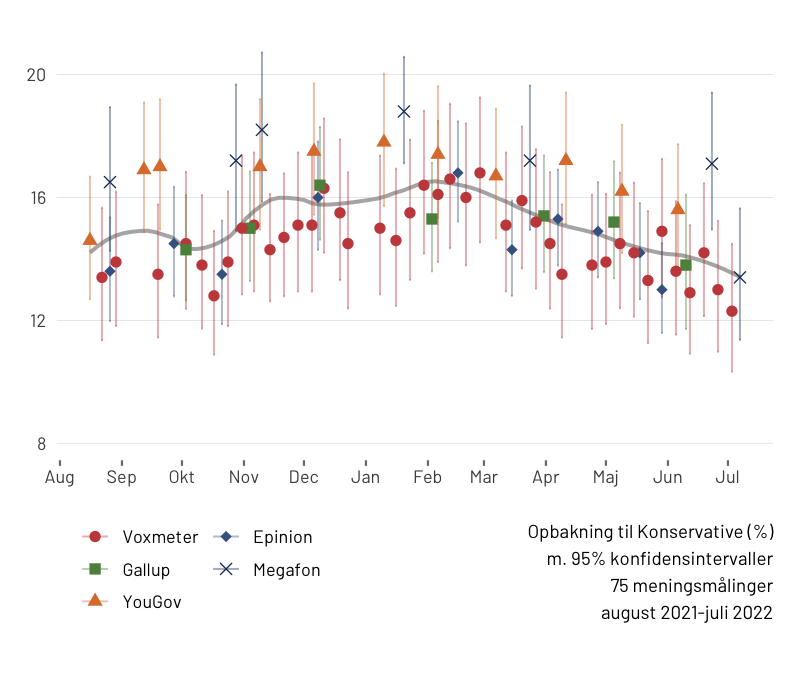 20
16
12
8
Aug Sep Okt Nov Dec Jan Feb Mar Apr Maj Jun Jul
Voxmeter Epinion
Gallup Megafon
YouGov
Opbakning til Konservative (%)
m. 95% konfidensintervaller
75 meningsmålinger
august 2021-juli 2022